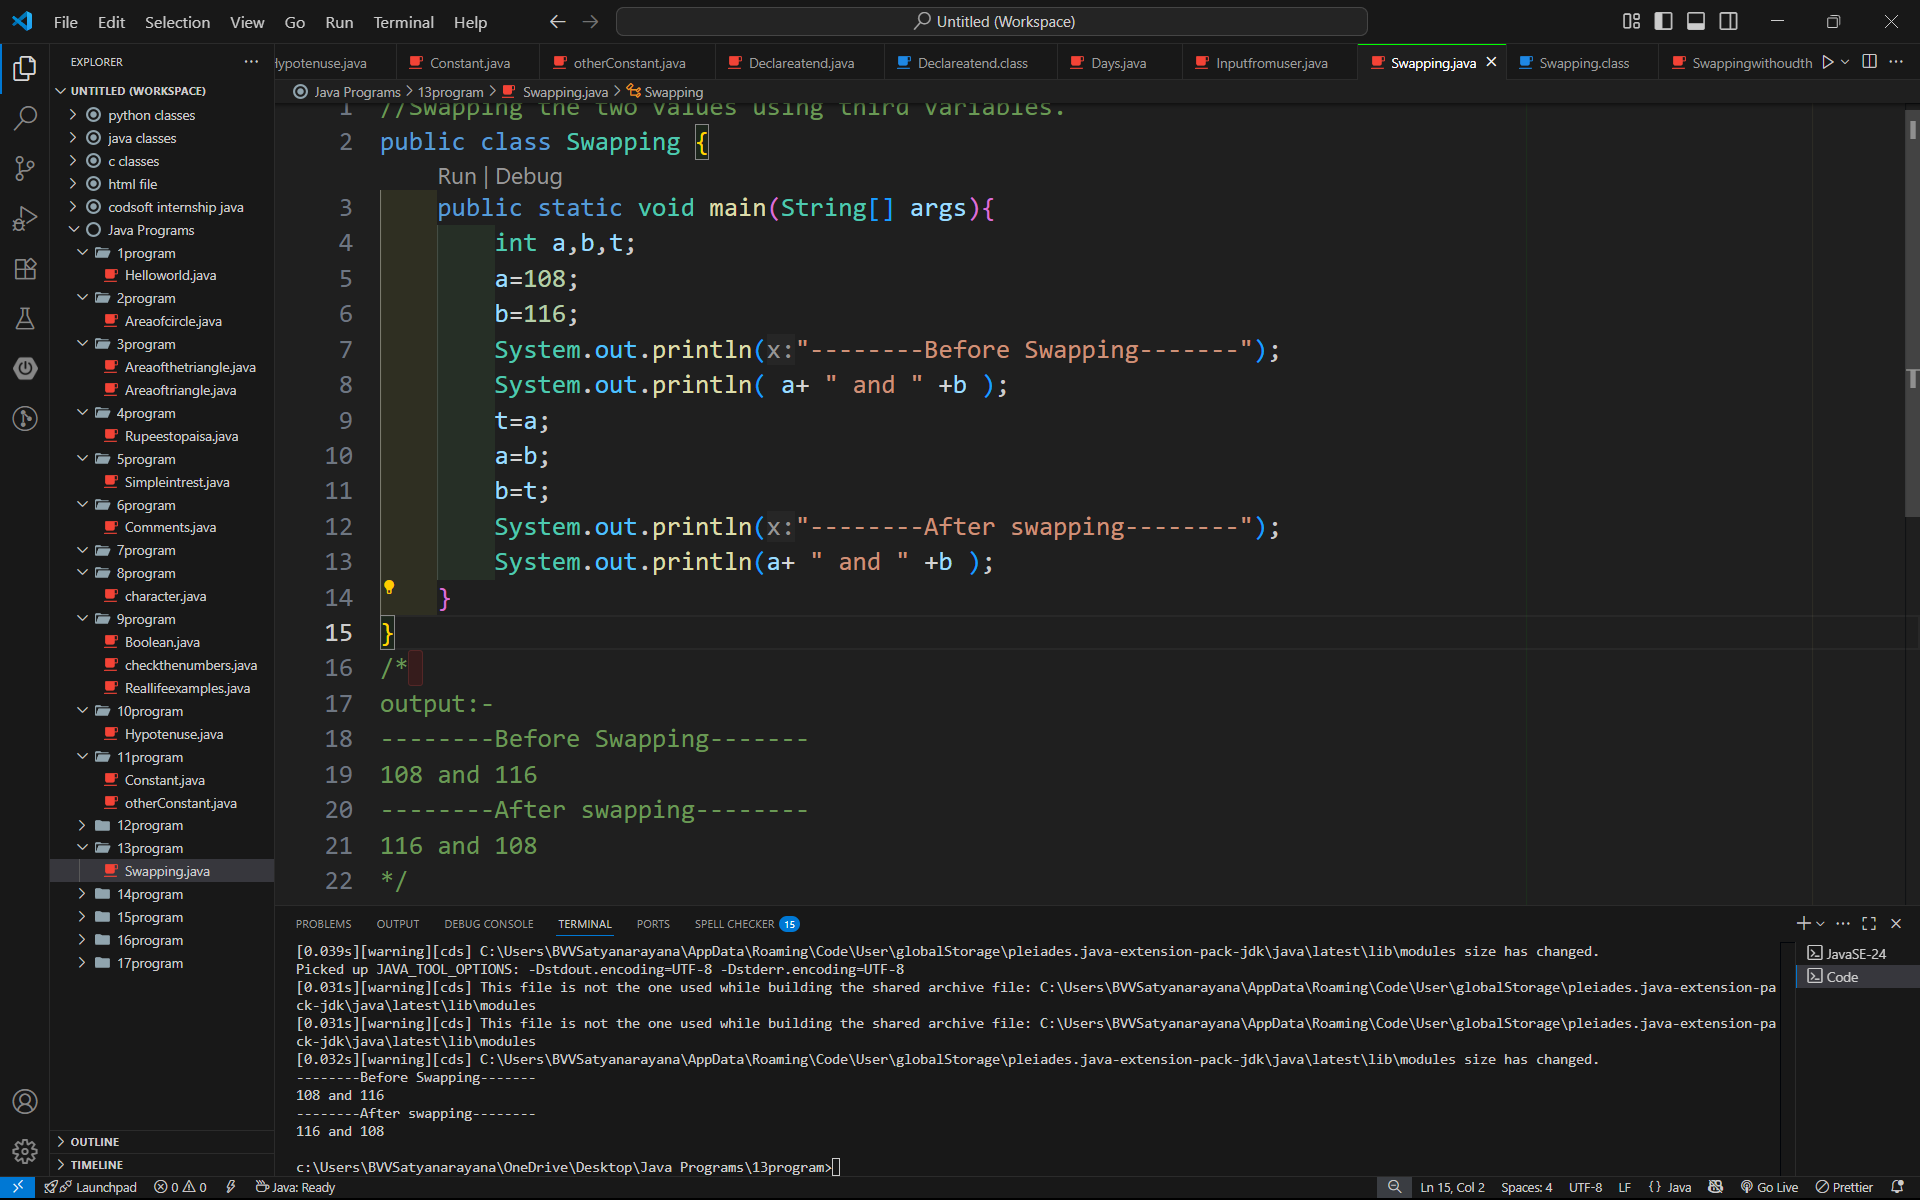 File Edit Selection View Go Run Terminal Help
Untitled (Workspace)
EXPLORER
UNTITLED (WORKSPACE)
python classes
java classes
c classes
html file
codsoft internship java
Java Programs
1program
Helloworld.java
2program
Areaofcircle.java
3program
Areaofthetriangle.java
Areaoftriangle.java
4program
Rupeestopaisa.java
5program
Simpleintrest.java
6program
Comments.java
7program
8program
character.java
9program
Boolean.java
checkthenumbers.java
Reallifeexamples.java
10program
Hypotenuse.java
11program
Constant.java
otherConstant.java
12program
13program
Swapping.java
14program
15program
16program
17program
OUTLINE
TIMELINE
Hypotenuse.java Constant.java otherConstant.java Declareatend.java Declareatend.class Days.java Inputfromuser.java Swapping.java Swapping.class Swappingwithoudth
Java Programs > 13program > Swapping.java > Swapping
1 //Swapping the two values using third variables.
2 public class Swapping {
Run | Debug
3 public static void main(String[] args){
4 int a,b,t;
5 a=108;
6 b=116;
7 System.out.println(x:"--------Before Swapping-------");
8 System.out.println( a+ " and " +b );
9 t=a;
10 a=b;
11 b=t;
12 System.out.println(x:"--------After swapping--------");
13 System.out.println(a+ " and " +b );
14 }
15 }
16 /*
17 output:-
18 --------Before Swapping-------
19 108 and 116
20 --------After swapping--------
21 116 and 108
22 */
PROBLEMS OUTPUT DEBUG CONSOLE TERMINAL PORTS SPELL CHECKER 15
[0.039s][warning][cds] C:\Users\BVVSatyanarayana\AppData\Roaming\Code\User\globalStorage\pleiades.java-extension-pack-jdk\java\latest\lib\modules size has changed.
Picked up JAVA_TOOL_OPTIONS: -Dstdout.encoding=UTF-8 -Dstderr.encoding=UTF-8
[0.031s][warning][cds] This file is not the one used while building the shared archive file: C:\Users\BVVSatyanarayana\AppData\Roaming\Code\User\globalStorage\pleiades.java-extension-pa
ck-jdk\java\latest\lib\modules
[0.031s][warning][cds] This file is not the one used while building the shared archive file: C:\Users\BVVSatyanarayana\AppData\Roaming\Code\User\globalStorage\pleiades.java-extension-pa
ck-jdk\java\latest\lib\modules
[0.032s][warning][cds] C:\Users\BVVSatyanarayana\AppData\Roaming\Code\User\globalStorage\pleiades.java-extension-pack-jdk\java\latest\lib\modules size has changed.
--------Before Swapping-------
108 and 116
--------After swapping--------
116 and 108
c:\Users\BVVSatyanarayana\OneDrive\Desktop\Java Programs\13program>
JavaSE-24
Code
Launchpad 0 0 Java: Ready Ln 15, Col 2 Spaces: 4 UTF-8 LF {} Java Go Live Prettier